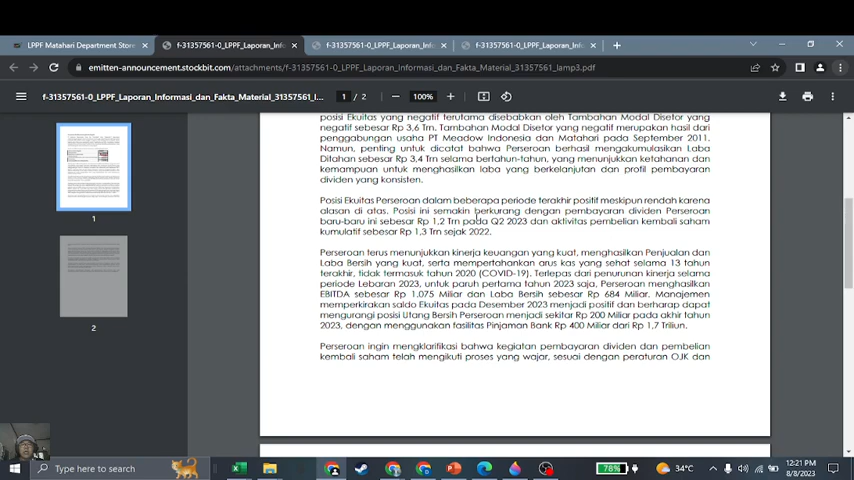 LPPF Matahari Department Store
f-31357561-0_LPPF_Laporan_Info
f-31357561-0_LPPF_Laporan_Info
f-31357561-0_LPPF_Laporan_Info
emitten-announcement.stockbit.com/attachments/f-31357561-0_LPPF_Laporan_Informasi_dan_Fakta_Material_31357561_lamp3.pdf
f-31357561-0_LPPF_Laporan_Informasi_dan_Fakta_Material_31357561_l...
1 / 2
100%
1
2
posisi Ekuitas yang negatif terutama disebabkan oleh Tambahan Modal Disetor yang
negatif sebesar Rp 3,6 Trn. Tambahan Modal Disetor yang negatif merupakan hasil dari
penggabungan usaha PT Meadow Indonesia dan Matahari pada September 2011.
Namun, penting untuk dicatat bahwa Perseroan berhasil mengakumulasikan Laba
Ditahan sebesar Rp 3,4 Trn selama bertahun-tahun, yang menunjukkan ketahanan dan
kemampuan untuk menghasilkan laba yang berkelanjutan dan profil pembayaran
dividen yang konsisten.
Posisi Ekuitas Perseroan dalam beberapa periode terakhir positif meskipun rendah karena
alasan di atas. Posisi ini semakin berkurang dengan pembayaran dividen Perseroan
baru-baru ini sebesar Rp 1,2 Trn pada Q2 2023 dan aktivitas pembelian kembali saham
kumulatif sebesar Rp 1,3 Trn sejak 2022.
Perseroan terus menunjukkan kinerja keuangan yang kuat, menghasilkan Penjualan dan
Laba Bersih yang kuat, serta mempertahankan arus kas yang sehat selama 13 tahun
terakhir, tidak termasuk tahun 2020 (COVID-19). Terlepas dari penurunan kinerja selama
periode Lebaran 2023, untuk paruh pertama tahun 2023 saja, Perseroan menghasilkan
EBITDA sebesar Rp 1.075 Miliar dan Laba Bersih sebesar Rp 684 Miliar. Manajemen
memperkirakan saldo Ekuitas pada Desember 2023 menjadi positif dan berharap dapat
mengurangi posisi Utang Bersih Perseroan menjadi sekitar Rp 200 Miliar pada akhir tahun
2023, dengan menggunakan fasilitas Pinjaman Bank Rp 400 Miliar dari Rp 1,7 Triliun.
Perseroan ingin mengklarifikasi bahwa kegiatan pembayaran dividen dan pembelian
kembali saham telah mengikuti proses yang wajar, sesuai dengan peraturan OJK dan
Type here to search
78%
34°C
12:21 PM
8/8/2023